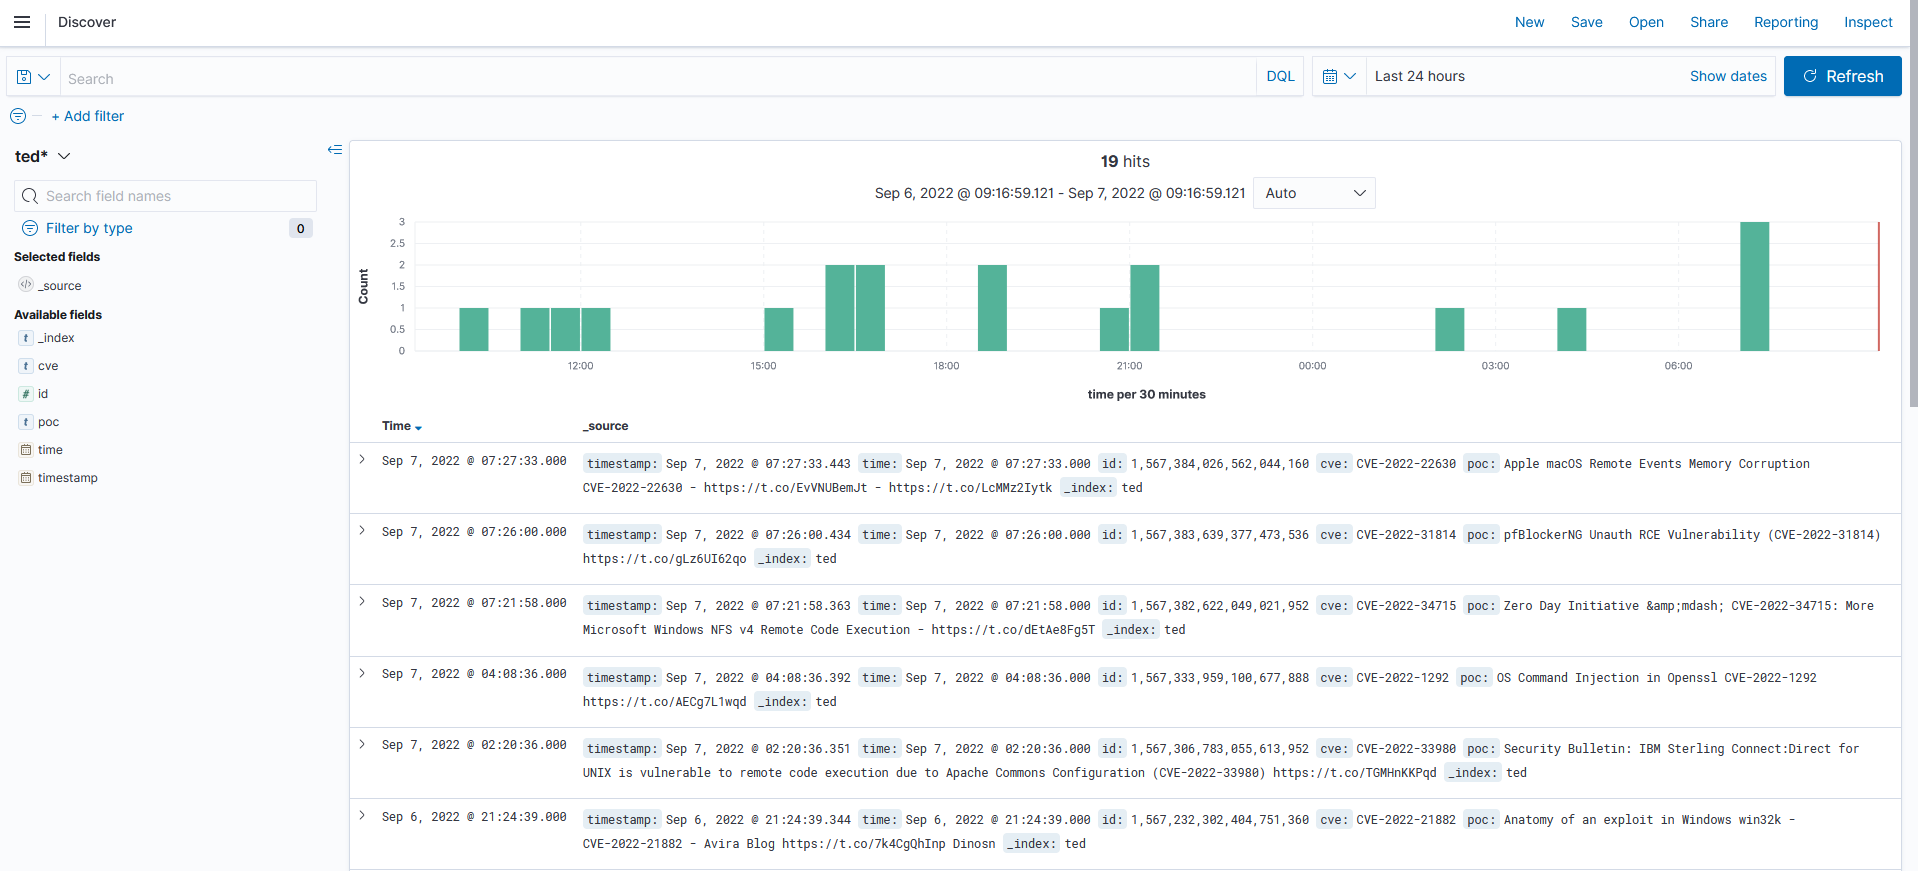 Discover
New Save Open Share Reporting Inspect
Search
DQL
Last 24 hours
Show dates
Refresh
+ Add filter
ted*
Search field names
Filter by type
0
Selected fields
_source
Available fields
t _index
t cve
# id
t poc
time
timestamp
19 hits
Sep 6, 2022 @ 09:16:59.121 - Sep 7, 2022 @ 09:16:59.121
Auto
Count
3
2.5
2
1.5
1
0.5
0
12:00 15:00 18:00 21:00 00:00 03:00 06:00
time per 30 minutes
Time _source
Sep 7, 2022 @ 07:27:33.000
timestamp: Sep 7, 2022 @ 07:27:33.443 time: Sep 7, 2022 @ 07:27:33.000 id: 1,567,384,026,562,044,160 cve: CVE-2022-22630 poc: Apple macOS Remote Events Memory Corruption
CVE-2022-22630 - https://t.co/EvVNUBemJt - https://t.co/LcMMz2Iytk _index: ted
Sep 7, 2022 @ 07:26:00.000
timestamp: Sep 7, 2022 @ 07:26:00.434 time: Sep 7, 2022 @ 07:26:00.000 id: 1,567,383,639,377,473,536 cve: CVE-2022-31814 poc: pfBlockerNG Unauth RCE Vulnerability (CVE-2022-31814)
https://t.co/gLz6UI62qo _index: ted
Sep 7, 2022 @ 07:21:58.000
timestamp: Sep 7, 2022 @ 07:21:58.363 time: Sep 7, 2022 @ 07:21:58.000 id: 1,567,382,622,049,021,952 cve: CVE-2022-34715 poc: Zero Day Initiative &amp;mdash; CVE-2022-34715: More
Microsoft Windows NFS v4 Remote Code Execution - https://t.co/dEtAe8Fg5T _index: ted
Sep 7, 2022 @ 04:08:36.000
timestamp: Sep 7, 2022 @ 04:08:36.392 time: Sep 7, 2022 @ 04:08:36.000 id: 1,567,333,959,100,677,888 cve: CVE-2022-1292 poc: OS Command Injection in Openssl CVE-2022-1292
https://t.co/AECg7L1wqd _index: ted
Sep 7, 2022 @ 02:20:36.000
timestamp: Sep 7, 2022 @ 02:20:36.351 time: Sep 7, 2022 @ 02:20:36.000 id: 1,567,306,783,055,613,952 cve: CVE-2022-33980 poc: Security Bulletin: IBM Sterling Connect:Direct for
UNIX is vulnerable to remote code execution due to Apache Commons Configuration (CVE-2022-33980) https://t.co/TGMHnKKPqd _index: ted
Sep 6, 2022 @ 21:24:39.000
timestamp: Sep 6, 2022 @ 21:24:39.344 time: Sep 6, 2022 @ 21:24:39.000 id: 1,567,232,302,404,751,360 cve: CVE-2022-21882 poc: Anatomy of an exploit in Windows win32k -
CVE-2022-21882 - Avira Blog https://t.co/7k4CgQhInp Dinosn _index: ted